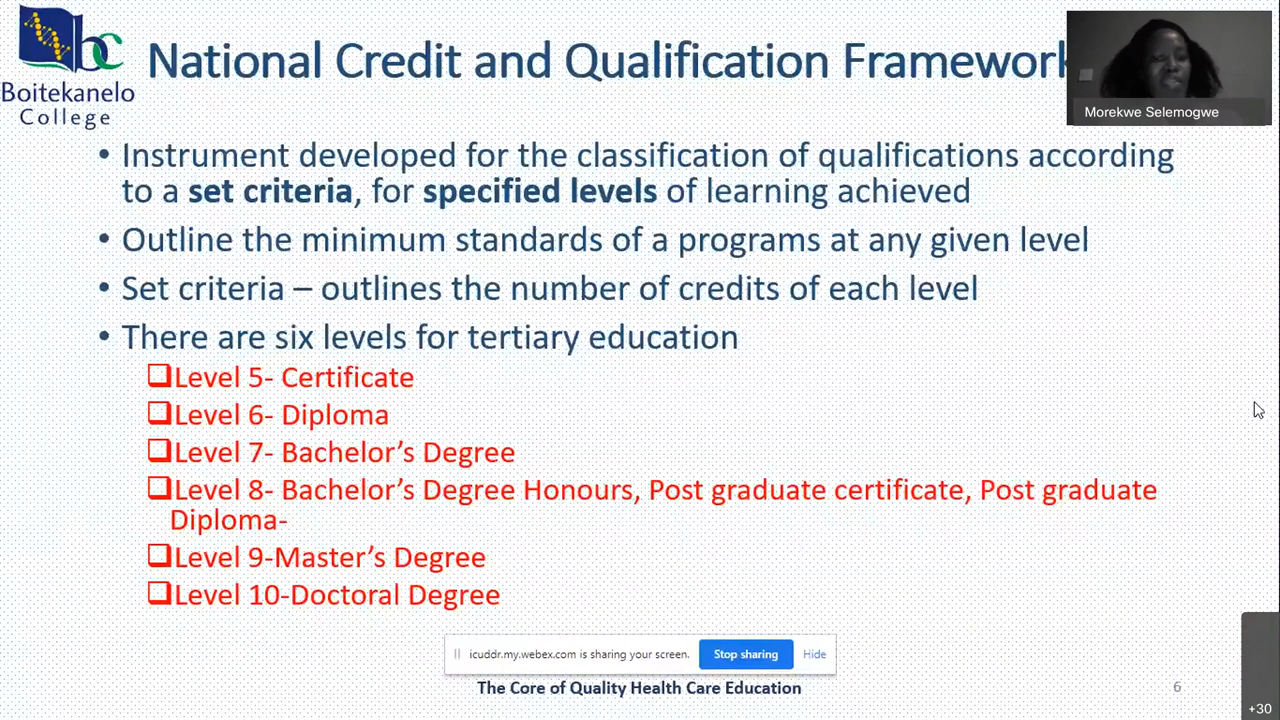 bc
Boitekanelo
College
National Credit and Qualification Framework
Morekwe Selemogwe
• Instrument developed for the classification of qualifications according
to a set criteria, for specified levels of learning achieved
• Outline the minimum standards of a programs at any given level
• Set criteria – outlines the number of credits of each level
• There are six levels for tertiary education
❑Level 5- Certificate
❑Level 6- Diploma
❑Level 7- Bachelor’s Degree
❑Level 8- Bachelor’s Degree Honours, Post graduate certificate, Post graduate
Diploma-
❑Level 9-Master’s Degree
❑Level 10-Doctoral Degree
icuddr.my.webex.com is sharing your screen. Stop sharing Hide
The Core of Quality Health Care Education 6
+30